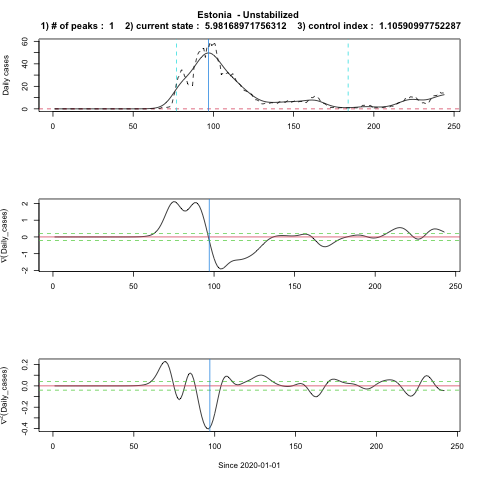 Estonia - Unstabilized
1) # of peaks : 1 2) current state : 5.98168971756312 3) control index : 1.10590997752287
Daily cases
60
40
20
0
0 50 100 150 200 250
∇(Daily_cases)
2
1
0
-1
-2
0 50 100 150 200 250
∇²(Daily_cases)
0.2
0.0
-0.2
-0.4
0 50 100 150 200 250
Since 2020-01-01